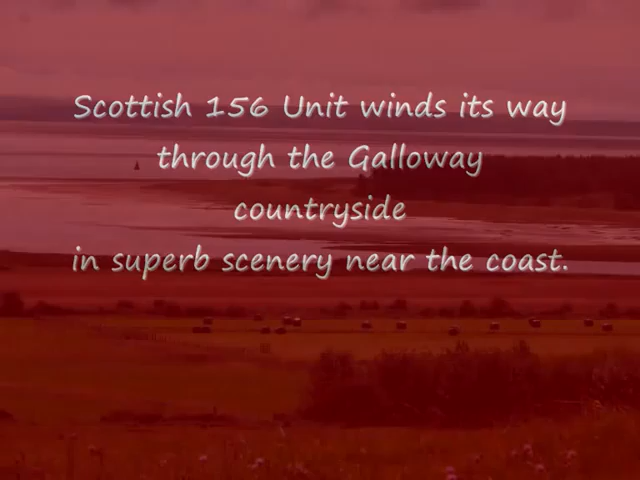 Scottish 156 Unit winds its way
through the Galloway
countryside
in superb scenery near the coast.